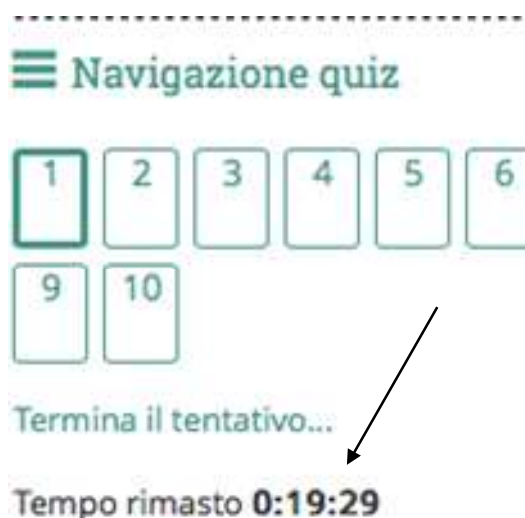 Navigazione quiz
1 2 3 4 5 6
9 10
Termina il tentativo...
Tempo rimasto 0:19:29